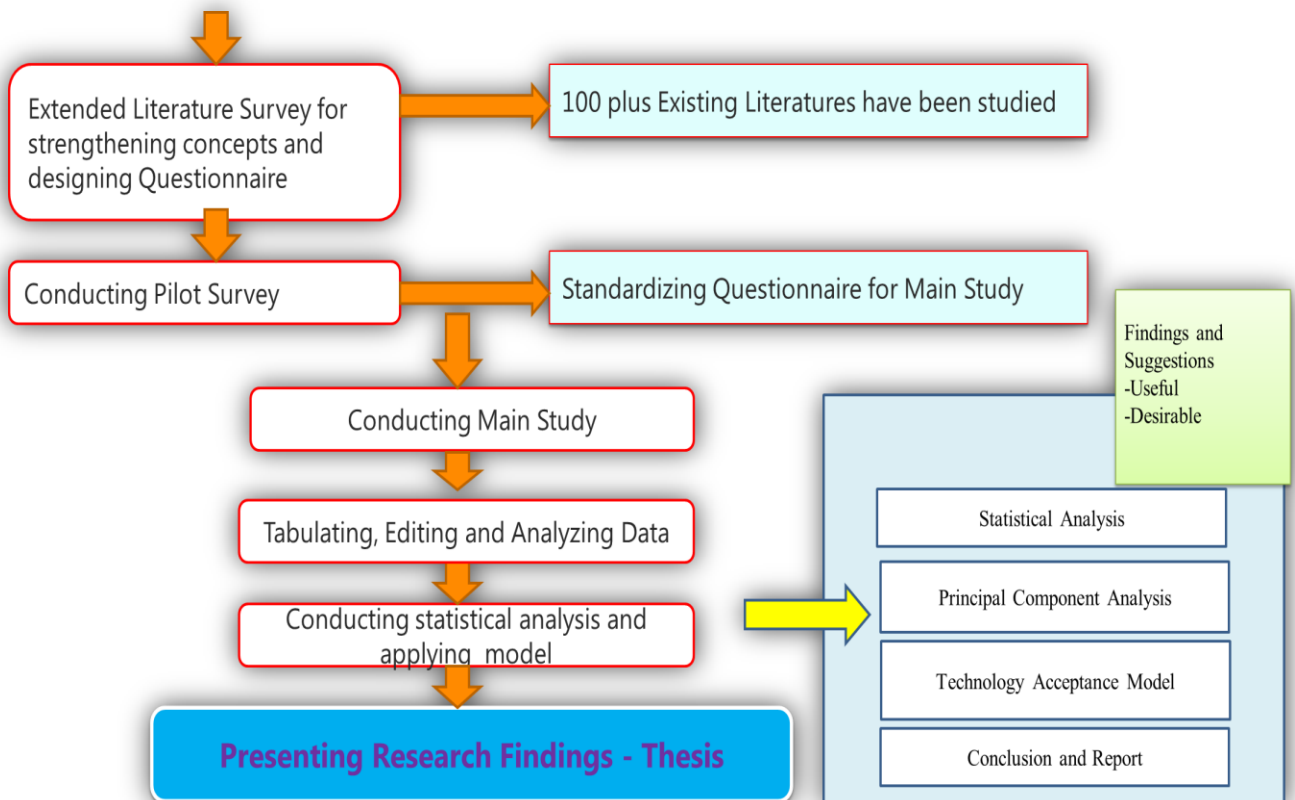 Extended Literature Survey for
strengthening concepts and
designing Questionnaire
100 plus Existing Literatures have been studied
Conducting Pilot Survey
Standardizing Questionnaire for Main Study
Conducting Main Study
Tabulating, Editing and Analyzing Data
Conducting statistical analysis and
applying model
Presenting Research Findings - Thesis
Findings and
Suggestions
-Useful
-Desirable
Statistical Analysis
Principal Component Analysis
Technology Acceptance Model
Conclusion and Report